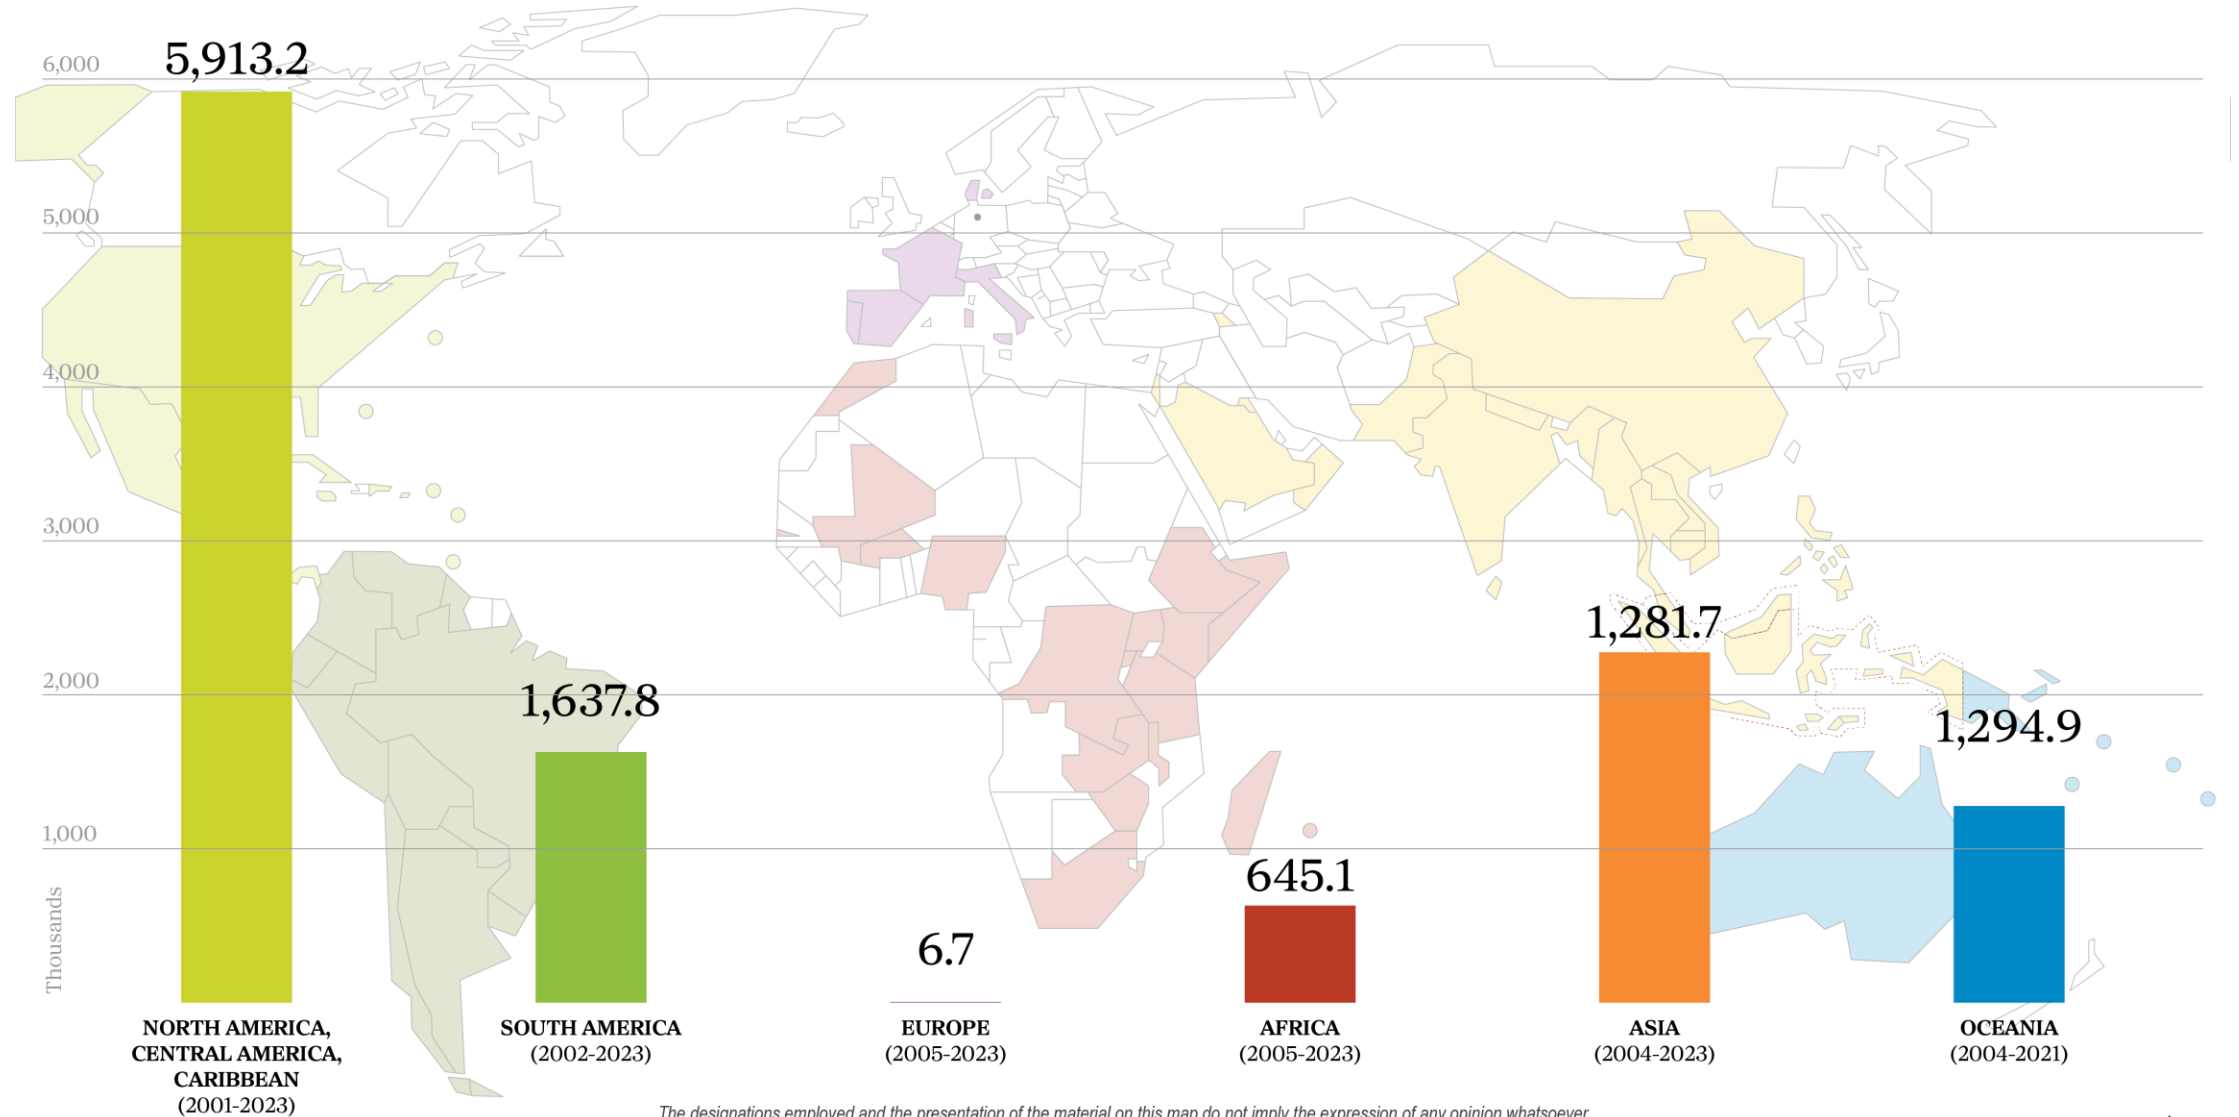 6,000
5,000
4,000
3,000
2,000
1,000
Thousands
5,913.2
1,637.8
6.7
645.1
1,281.7
1,294.9
NORTH AMERICA,
CENTRAL AMERICA,
CARIBBEAN
(2001-2023)
SOUTH AMERICA
(2002-2023)
EUROPE
(2005-2023)
AFRICA
(2005-2023)
ASIA
(2004-2023)
OCEANIA
(2004-2021)
The designations employed and the presentation of the material on this map do not imply the expression of any opinion whatsoever